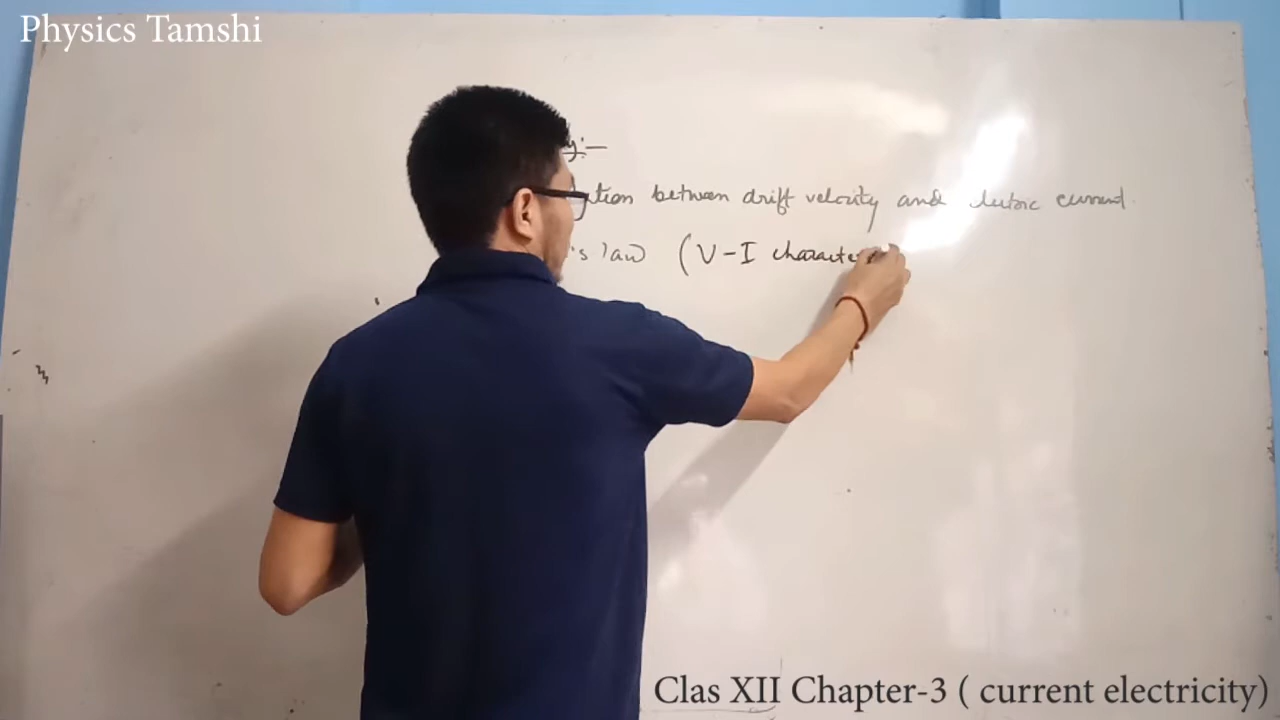 Physics Tamshi
y:-
tion between drift velocity and electric current.
's law (V-I characte
Clas XII Chapter-3 ( current electricity)